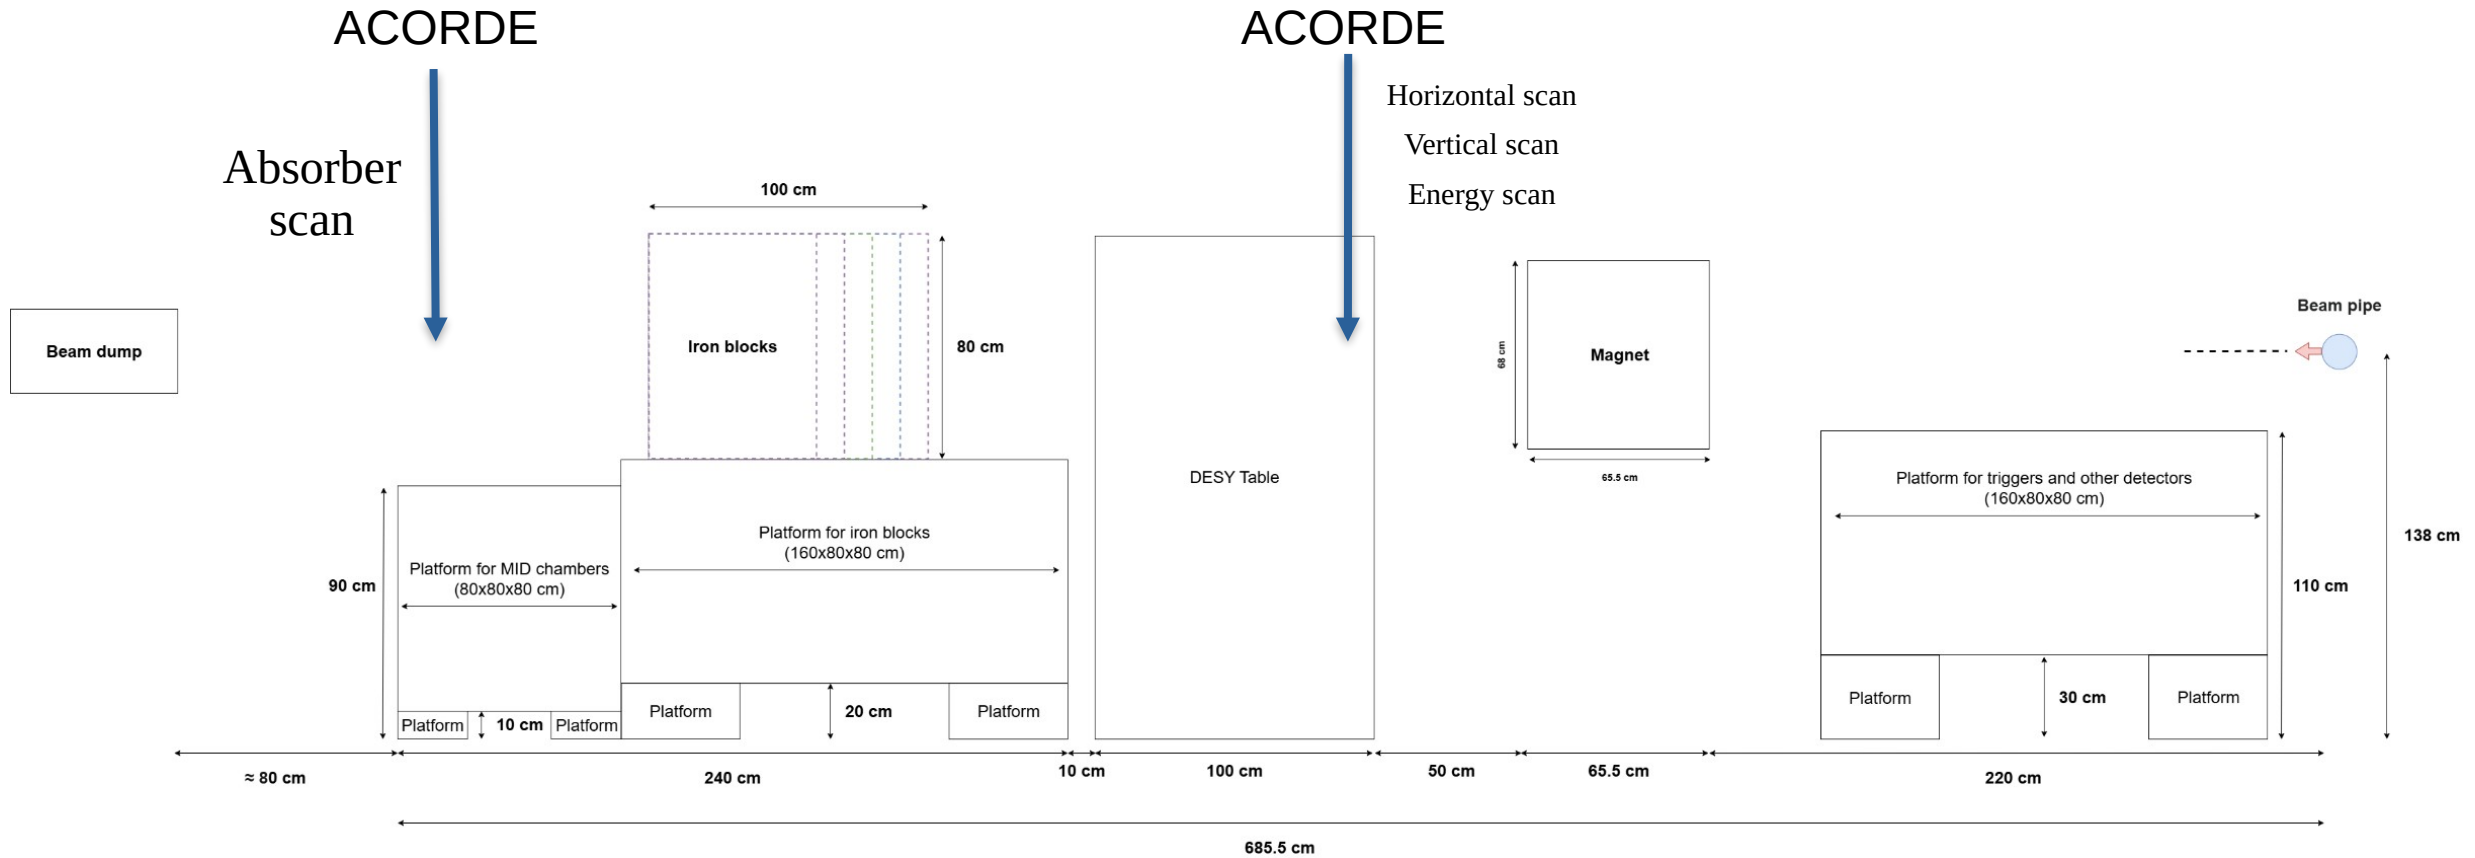 ACORDE
ACORDE
Horizontal scan
Vertical scan
Energy scan
Absorber
scan
100 cm
Beam pipe
Beam dump
Iron blocks
80 cm
68 cm
Magnet
65.5 cm
DESY Table
Platform for triggers and other detectors
(160x80x80 cm)
Platform for iron blocks
(160x80x80 cm)
138 cm
Platform for MID chambers
(80x80x80 cm)
90 cm
110 cm
Platform
10 cm
Platform
Platform
20 cm
Platform
Platform
30 cm
Platform
≈ 80 cm
240 cm
10 cm
100 cm
50 cm
65.5 cm
220 cm
685.5 cm